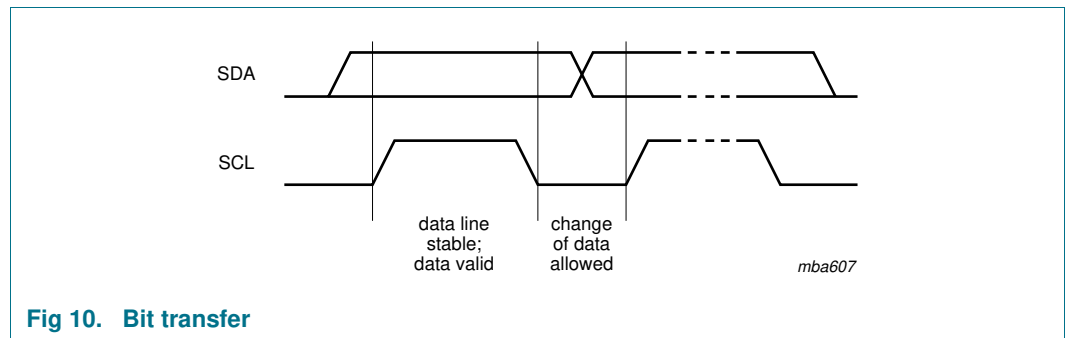 SDA
SCL
data line
stable;
data valid
change
of data
allowed
mba607
Fig 10. Bit transfer